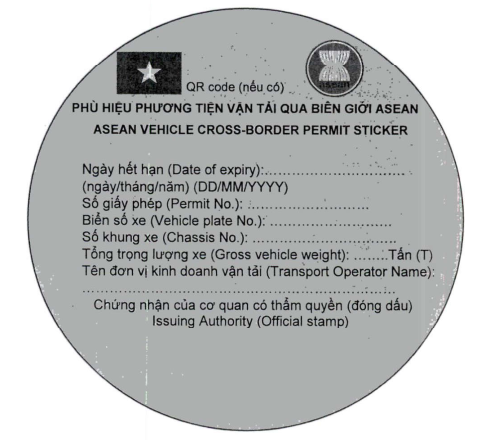 asean
QR code (nếu có)
PHÙ HIỆU PHƯƠNG TIỆN VẬN TẢI QUA BIÊN GIỚI ASEAN
ASEAN VEHICLE CROSS-BORDER PERMIT STICKER
Ngày hết hạn (Date of expiry):..............................
(ngày/tháng/năm) (DD/MM/YYYY)
Số giấy phép (Permit No.): ................................
Biển số xe (Vehicle plate No.): ................................
Số khung xe (Chassis No.): ....................................
Tổng trọng lượng xe (Gross vehicle weight): ........Tấn (T)
Tên đơn vị kinh doanh vận tải (Transport Operator Name):
................................................................................
Chứng nhận của cơ quan có thẩm quyền (đóng dấu)
Issuing Authority (Official stamp)